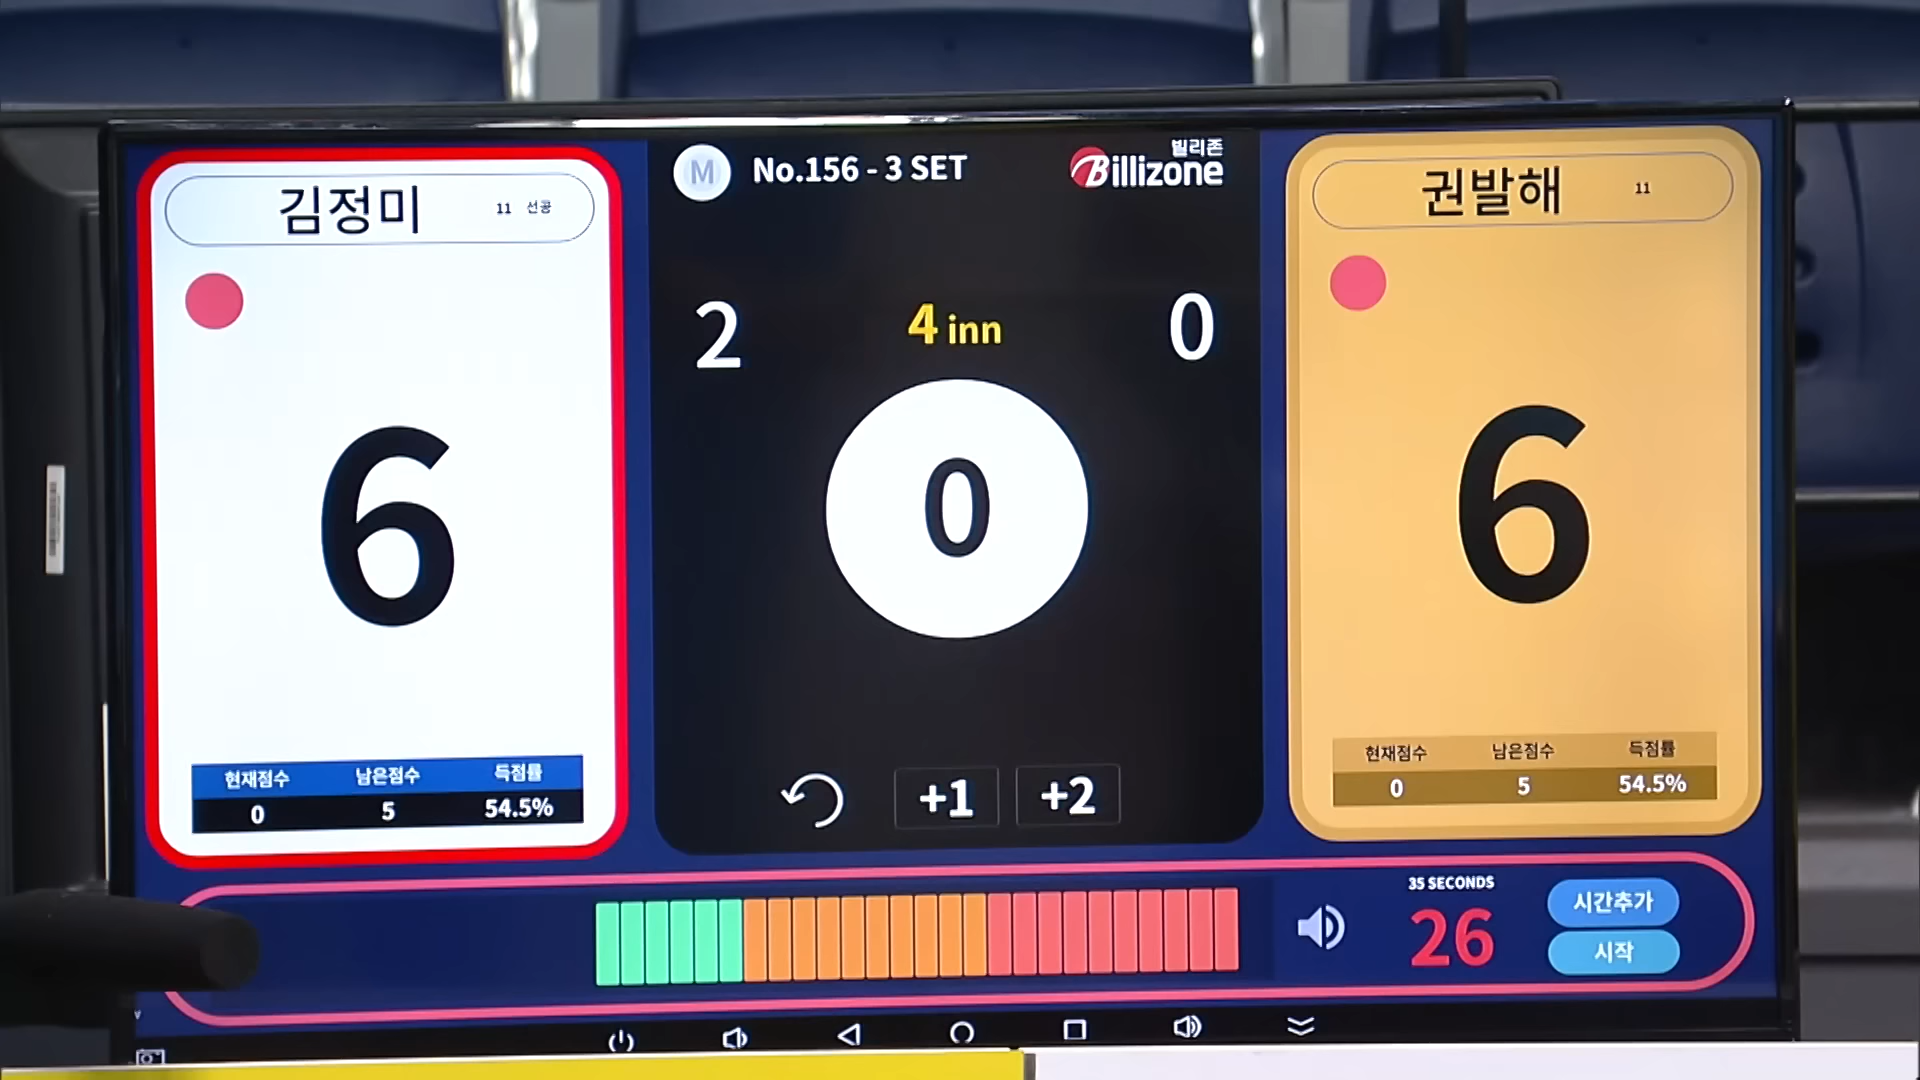 김정미 11 선공
6
현재점수 남은점수 득점률
0 5 54.5%
M No.156 - 3 SET
빌리존
Billizone
2 4 inn 0
0
+1 +2
권발해 11
6
현재점수 남은점수 득점률
0 5 54.5%
35 SECONDS
26
시간추가
시작